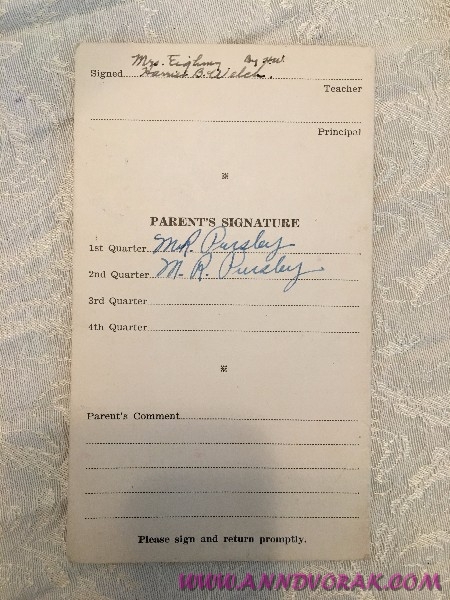 Mrs. Eighmy By HW
Signed Harriet B. Welch.
Teacher
Principal
PARENT'S SIGNATURE
1st Quarter M. R. Pursley
2nd Quarter M. R. Pursley
3rd Quarter
4th Quarter
Parent's Comment
Please sign and return promptly.
WWW.ANNDVORAK.COM